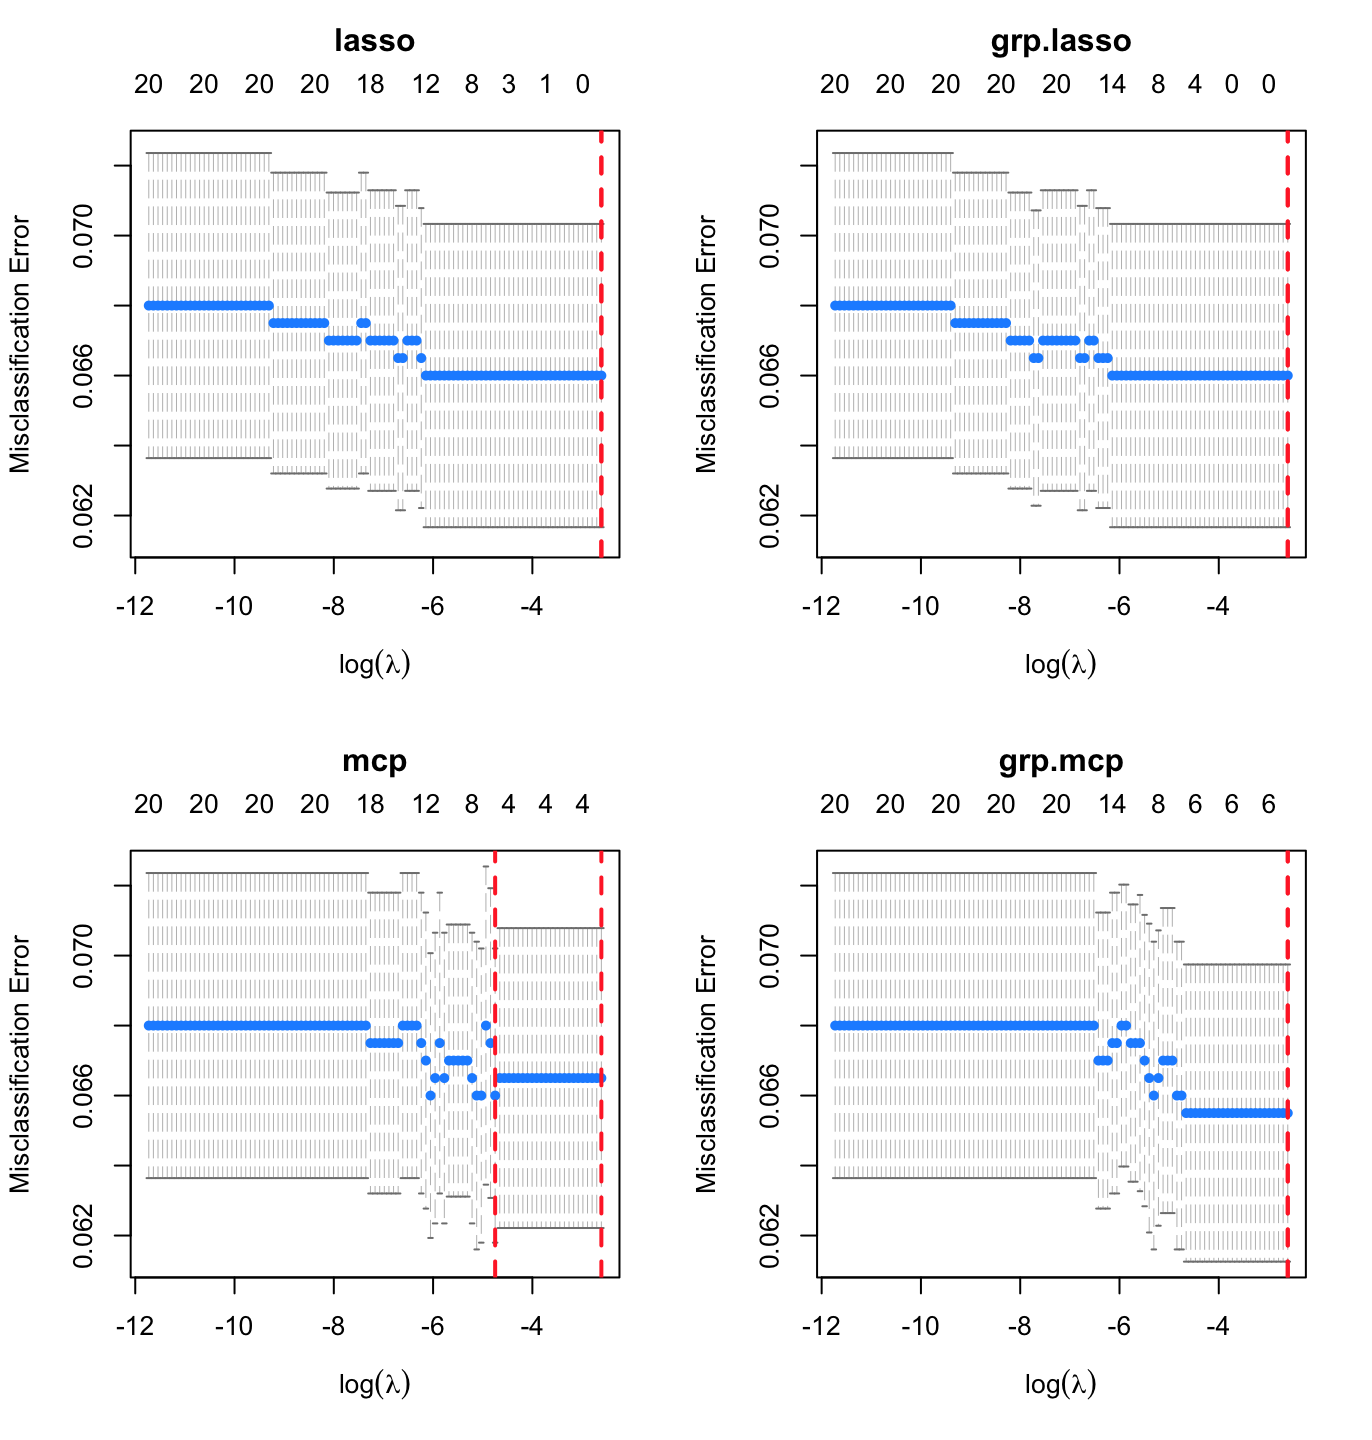 lasso
20 20 20 20 18 12 8 3 1 0
Misclassification Error
0.070
0.066
0.062
-12 -10 -8 -6 -4
log(λ)
grp.lasso
20 20 20 20 20 14 8 4 0 0
Misclassification Error
0.070
0.066
0.062
-12 -10 -8 -6 -4
log(λ)
mcp
20 20 20 20 18 12 8 4 4 4
Misclassification Error
0.070
0.066
0.062
-12 -10 -8 -6 -4
log(λ)
grp.mcp
20 20 20 20 20 14 8 6 6 6
Misclassification Error
0.070
0.066
0.062
-12 -10 -8 -6 -4
log(λ)